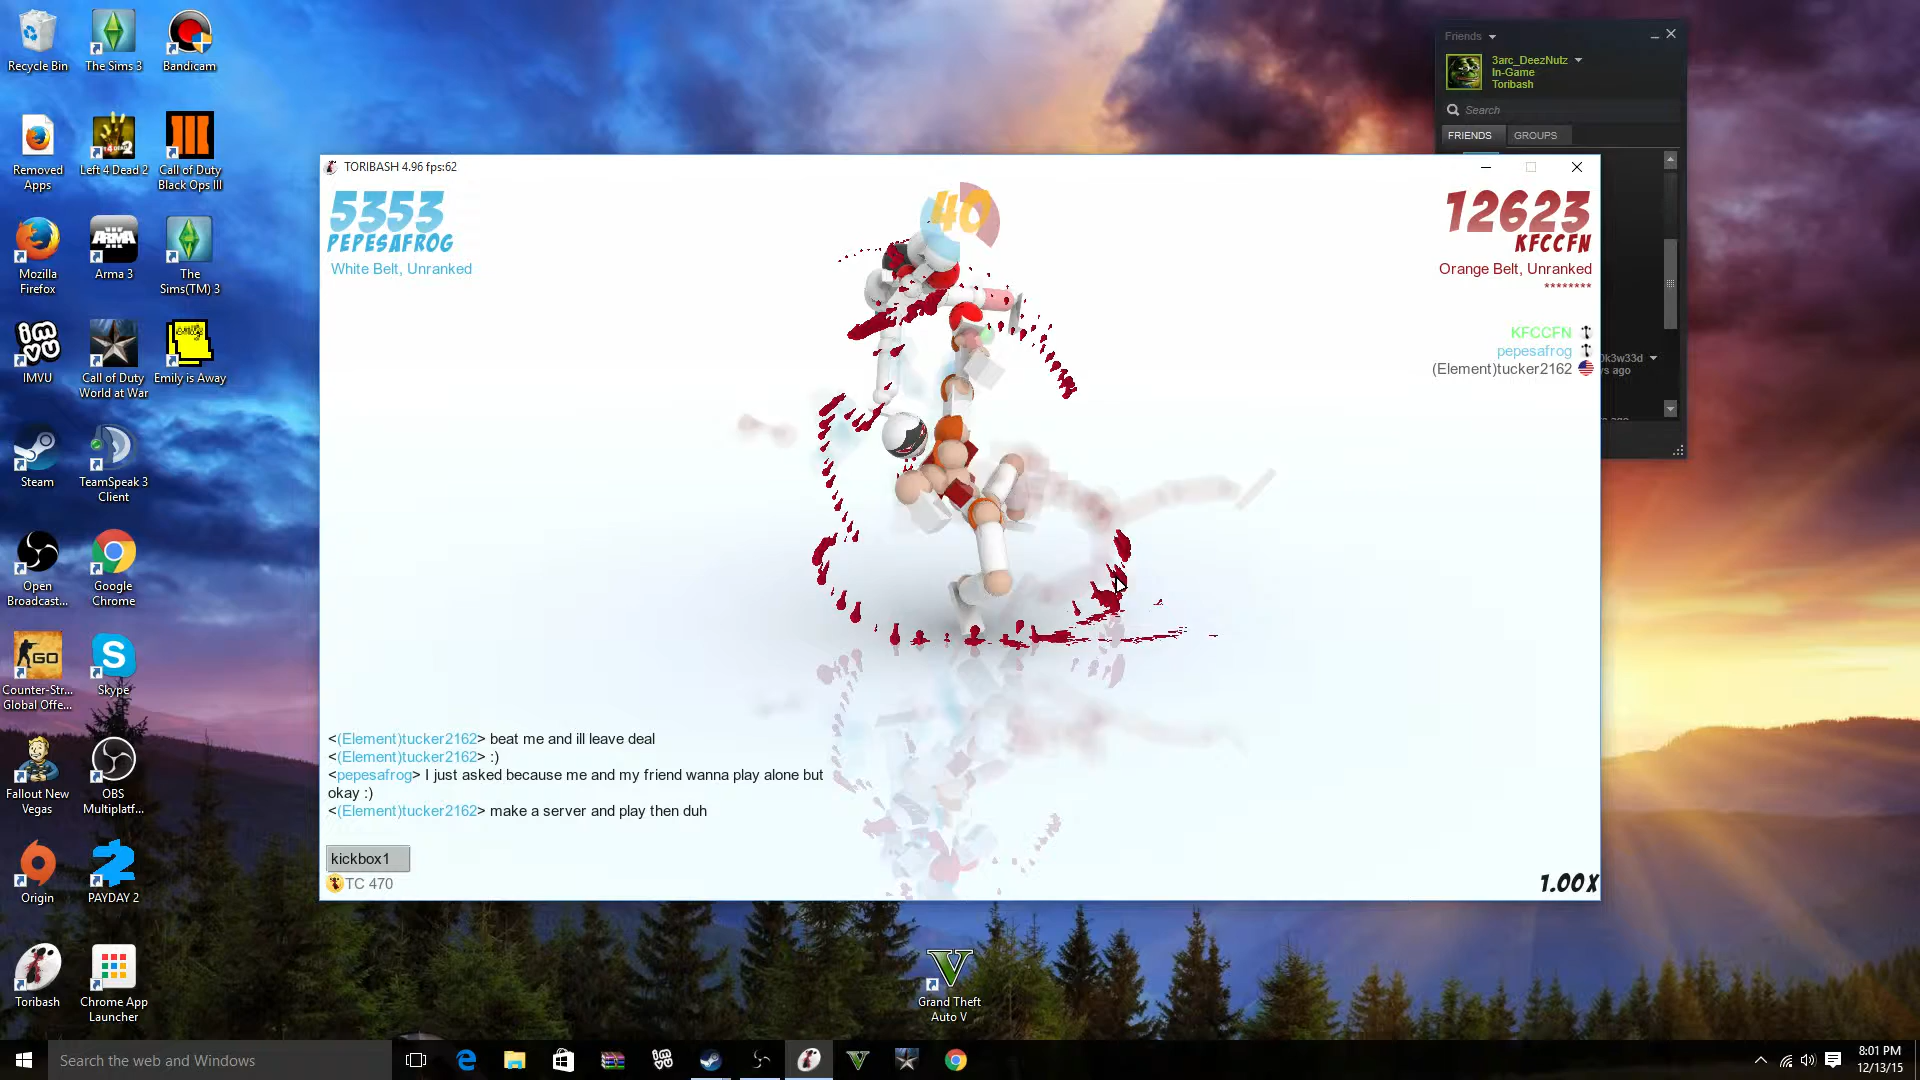 Recycle Bin
The Sims 3
Bandicam
Removed Apps
Left 4 Dead 2
Call of Duty Black Ops III
Mozilla Firefox
Arma 3
The Sims(TM) 3
IMVU
Call of Duty World at War
Emily is Away
Steam
TeamSpeak 3 Client
Open Broadcast...
Google Chrome
Counter-Str... Global Offe...
Skype
Fallout New Vegas
OBS Multiplatf...
Origin
PAYDAY 2
Toribash
Chrome App Launcher
Grand Theft Auto V
Friends
3arc_DeezNutz
In-Game
Toribash
Search
FRIENDS GROUPS
TORIBASH 4.96 fps:62
5353
PEPESAFROG
White Belt, Unranked
40
12623
KFCCFN
Orange Belt, Unranked
********
KFCCFN
pepesafrog
(Element)tucker2162
<(Element)tucker2162> beat me and ill leave deal
<(Element)tucker2162> :)
<pepesafrog> I just asked because me and my friend wanna play alone but
okay :)
<(Element)tucker2162> make a server and play then duh
kickbox1
TC 470
1.00X
Search the web and Windows
8:01 PM
12/13/15